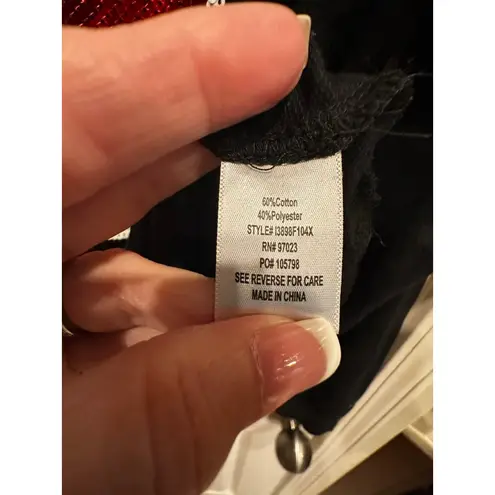 60%Cotton
40%Polyester
STYLE# I3898F104X
RN# 97023
PO# 105798
SEE REVERSE FOR CARE
MADE IN CHINA